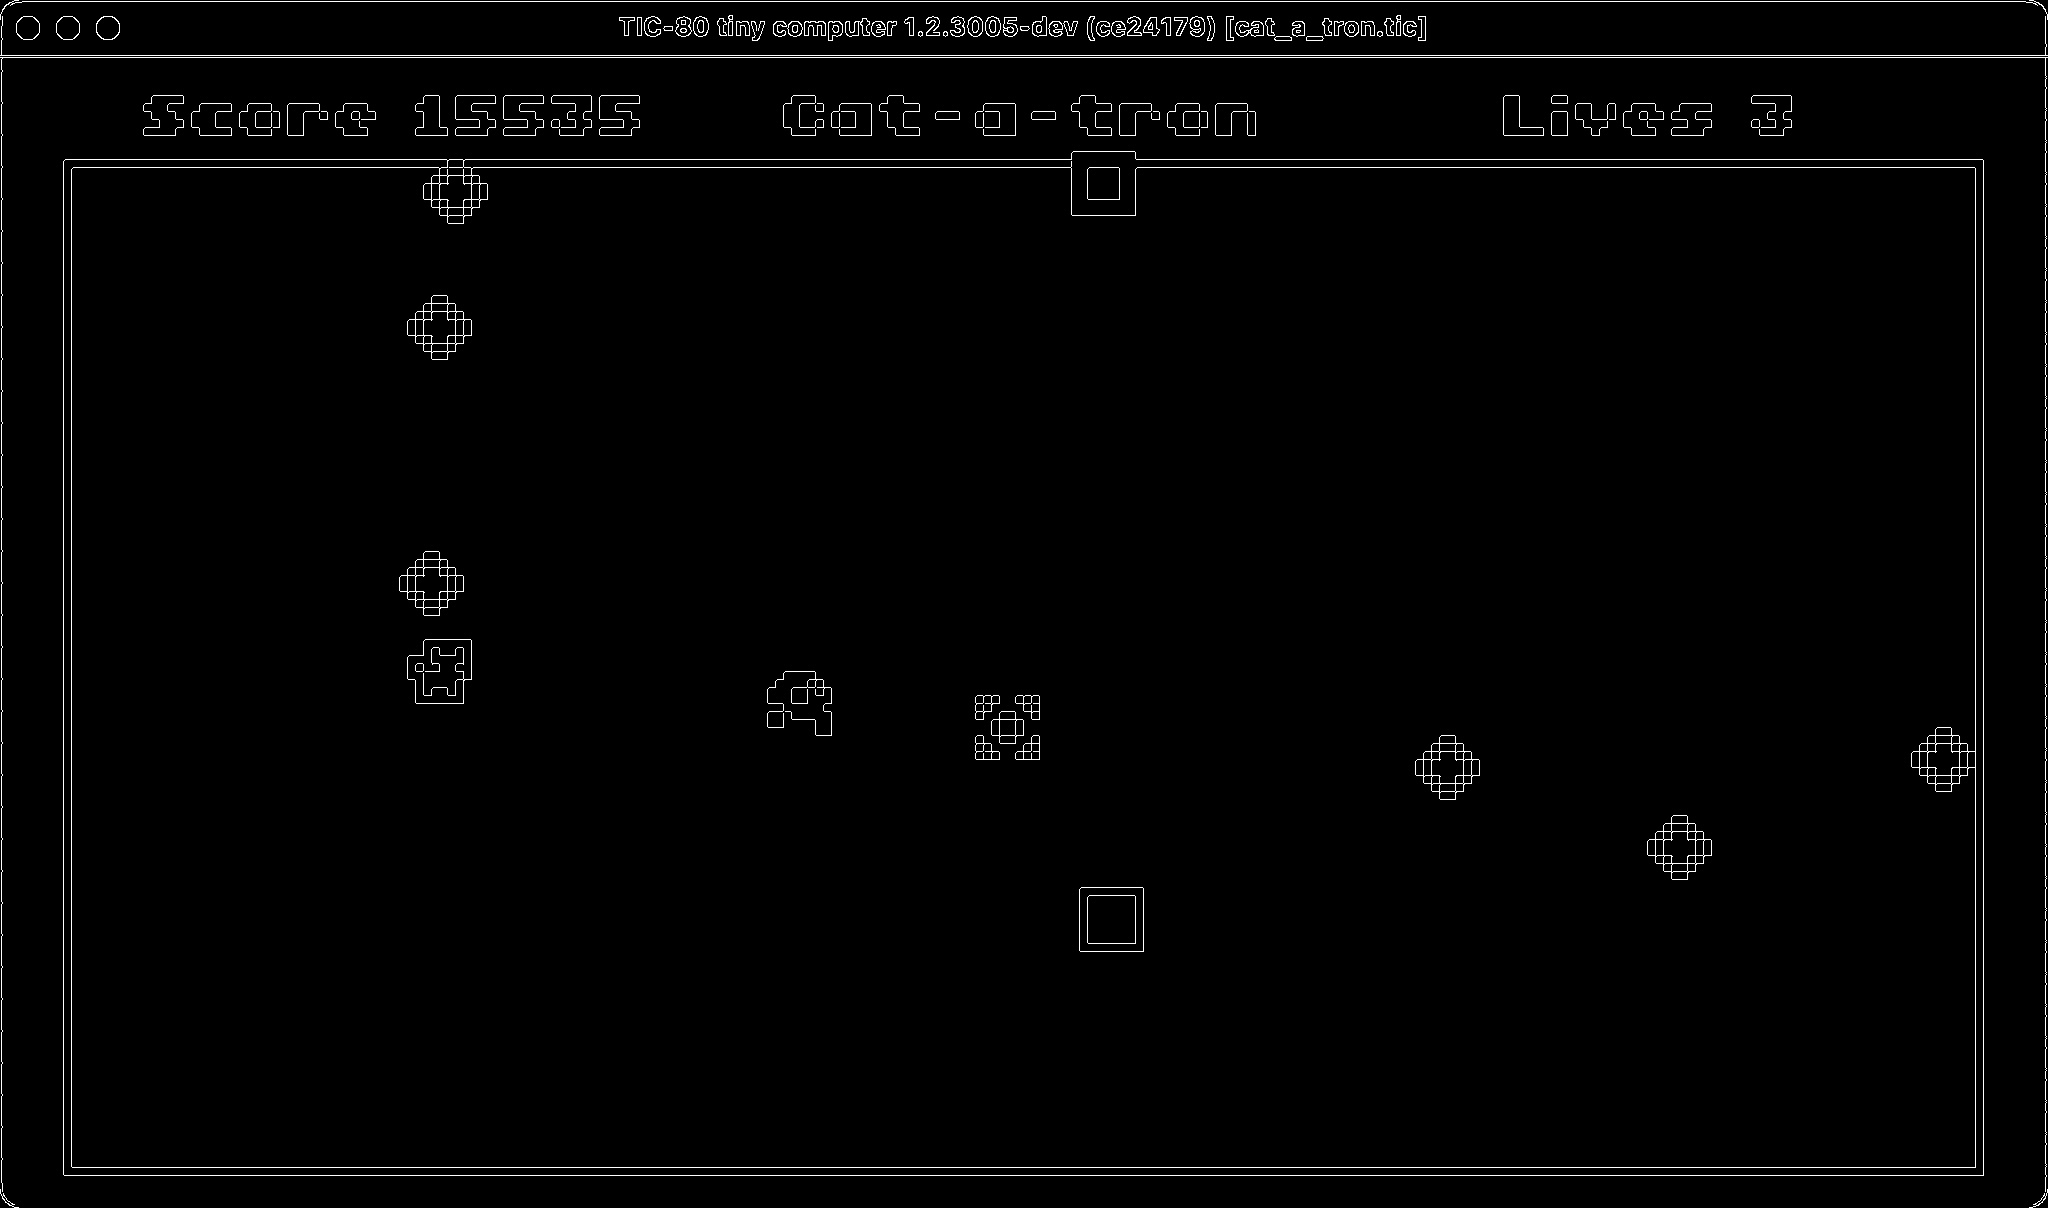 TIC-80 tiny computer 1.2.3005-dev (ce24179) [cat_a_tron.tic]
Score 15535 Cat-a-tron Lives 3